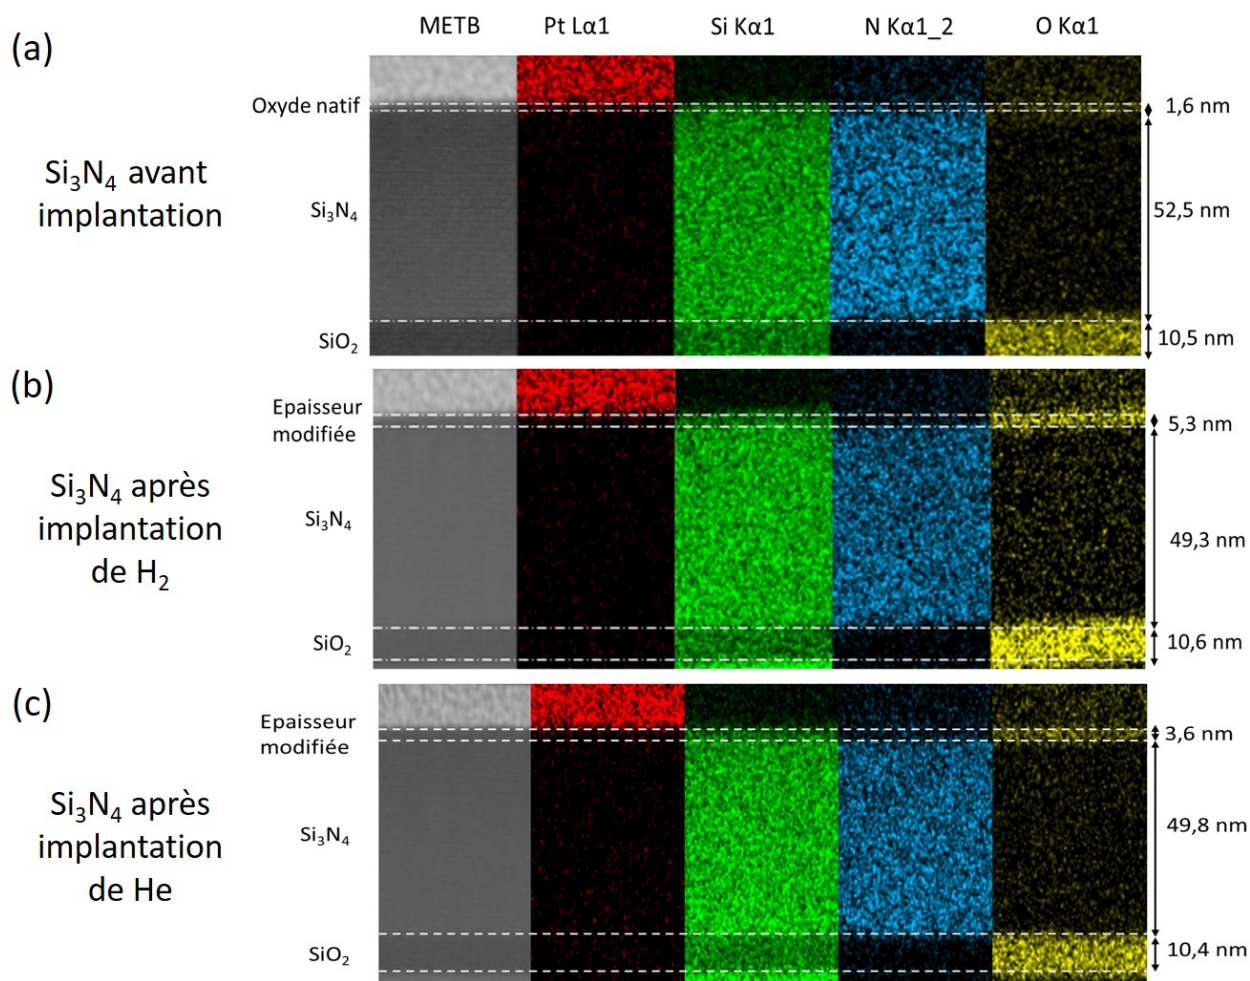 METB Pt Lα1 Si Kα1 N Kα1_2 O Kα1
(a)
Oxyde natif
1,6 nm
Si₃N₄ avant
implantation
Si₃N₄
52,5 nm
SiO₂
10,5 nm
(b)
Epaisseur
modifiée
5,3 nm
Si₃N₄ après
implantation
de H₂
Si₃N₄
49,3 nm
SiO₂
10,6 nm
(c)
Epaisseur
modifiée
3,6 nm
Si₃N₄ après
implantation
de He
Si₃N₄
49,8 nm
SiO₂
10,4 nm